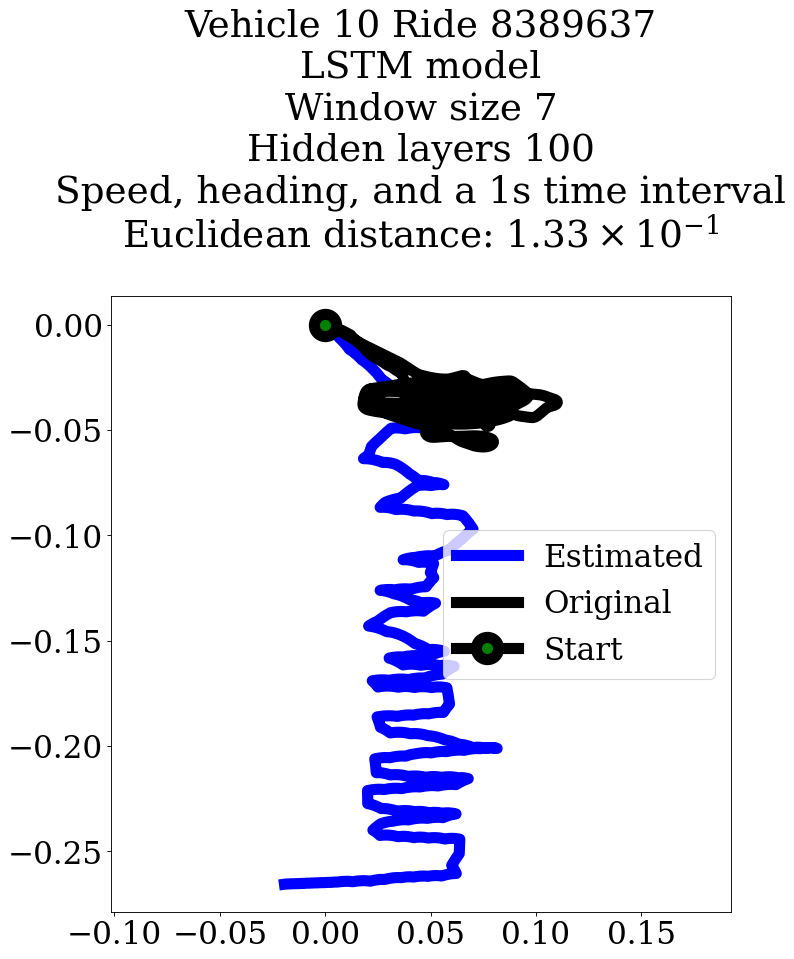 Vehicle 10 Ride 8389637
LSTM model
Window size 7
Hidden layers 100
Speed, heading, and a 1s time interval
Euclidean distance: 1.33 × 10⁻¹
0.00
−0.05
−0.10
−0.15
−0.20
−0.25
Estimated
Original
Start
−0.10 −0.05 0.00 0.05 0.10 0.15